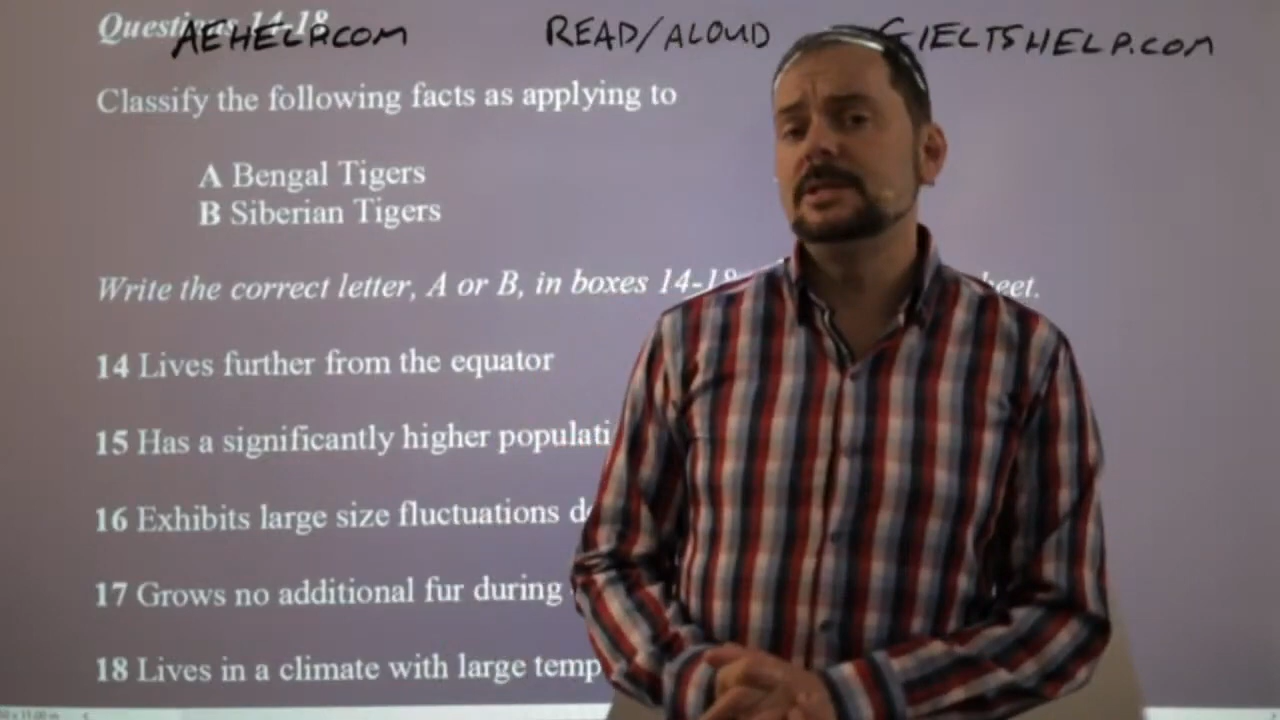 Questions 14-18
AEHELP.COM READ/ALOUD GIELTSHELP.COM
Classify the following facts as applying to
A Bengal Tigers
B Siberian Tigers
Write the correct letter, A or B, in boxes 14-18 sheet.
14 Lives further from the equator
15 Has a significantly higher populati
16 Exhibits large size fluctuations
17 Grows no additional fur during
18 Lives in a climate with large temp